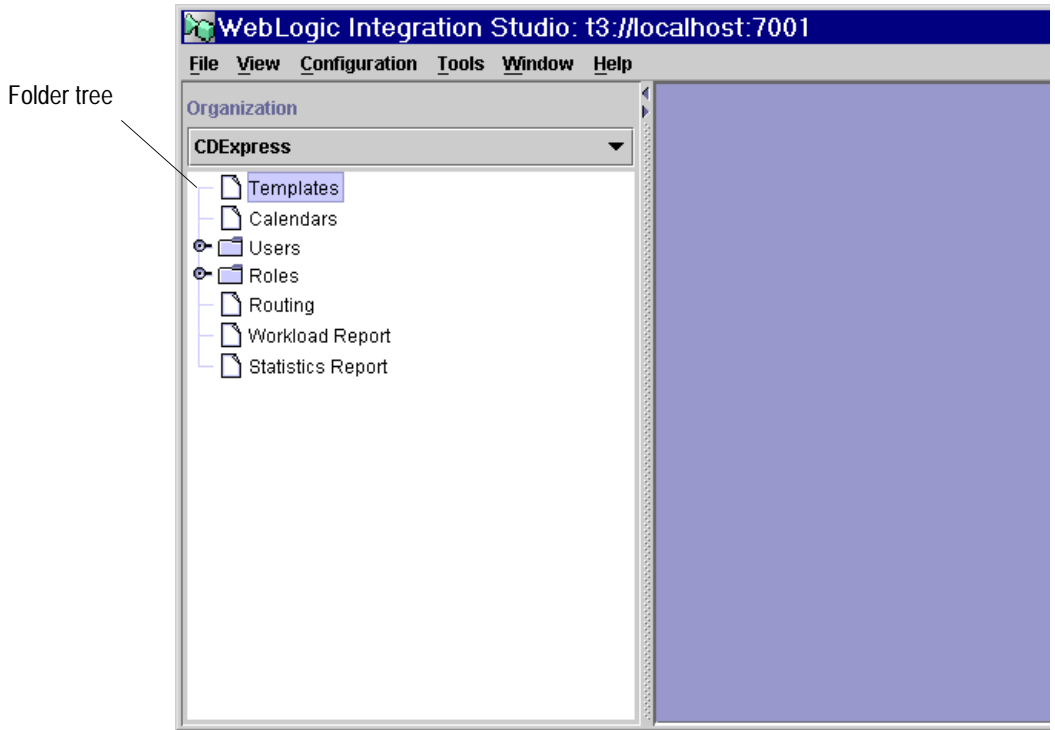 WebLogic Integration Studio: t3://localhost:7001
File View Configuration Tools Window Help
Folder tree
Organization
CDExpress
Templates
Calendars
Users
Roles
Routing
Workload Report
Statistics Report